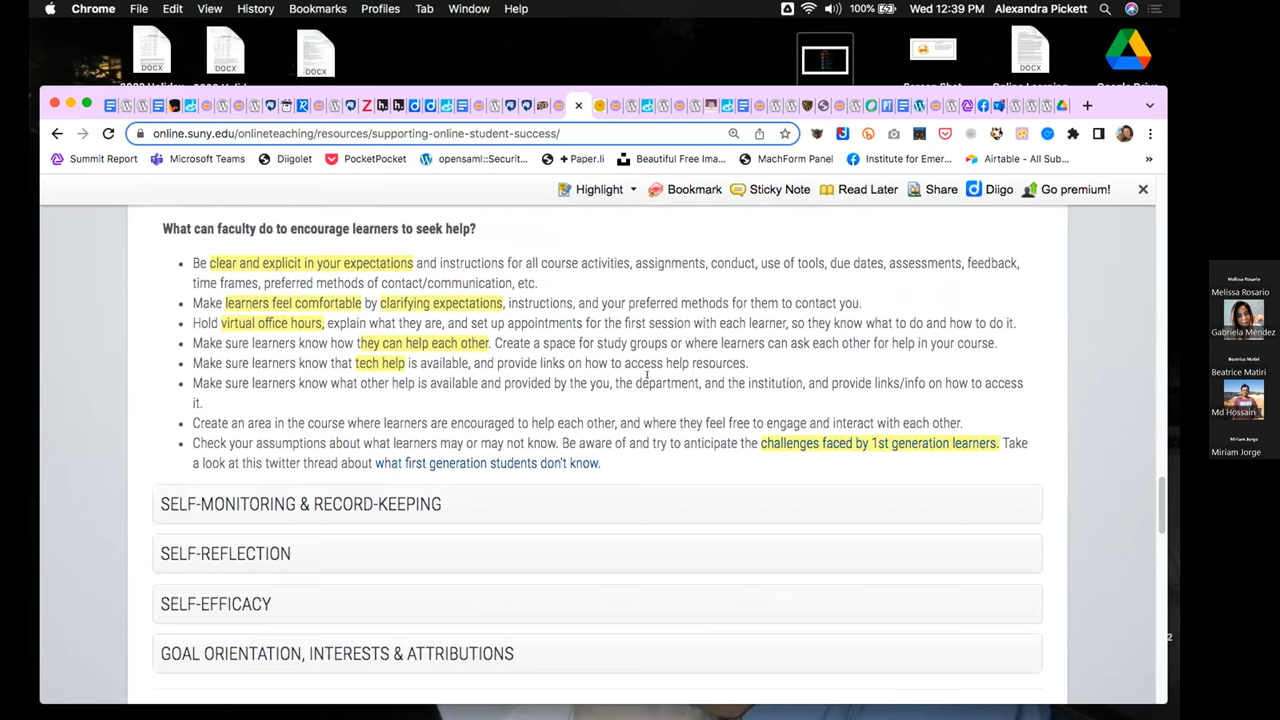 Chrome File Edit View History Bookmarks Profiles Tab Window Help 100% Wed 12:39 PM Alexandra Pickett
DOCX DOCX DOCX
online.suny.edu/onlineteaching/resources/supporting-online-student-success/
Summit Report Microsoft Teams Diigolet PocketPocket opensaml::Securit... + Paper.li Beautiful Free Ima... MachForm Panel Institute for Emer... Airtable - All Sub... »
Highlight Bookmark Sticky Note Read Later Share Diigo Go premium!
What can faculty do to encourage learners to seek help?
• Be clear and explicit in your expectations and instructions for all course activities, assignments, conduct, use of tools, due dates, assessments, feedback,
time frames, preferred methods of contact/communication, etc.
• Make learners feel comfortable by clarifying expectations, instructions, and your preferred methods for them to contact you.
• Hold virtual office hours, explain what they are, and set up appointments for the first session with each learner, so they know what to do and how to do it.
• Make sure learners know how they can help each other. Create a space for study groups or where learners can ask each other for help in your course.
• Make sure learners know that tech help is available, and provide links on how to access help resources.
• Make sure learners know what other help is available and provided by the you, the department, and the institution, and provide links/info on how to access
it.
• Create an area in the course where learners are encouraged to help each other, and where they feel free to engage and interact with each other.
• Check your assumptions about what learners may or may not know. Be aware of and try to anticipate the challenges faced by 1st generation learners. Take
a look at this twitter thread about what first generation students don't know.
SELF-MONITORING & RECORD-KEEPING
SELF-REFLECTION
SELF-EFFICACY
GOAL ORIENTATION, INTERESTS & ATTRIBUTIONS
Melissa Rosario
Melissa Rosario
Gabriela Méndez
Beatrice Matiri
Md Hossain
Miriam Jorge
Miriam Jorge